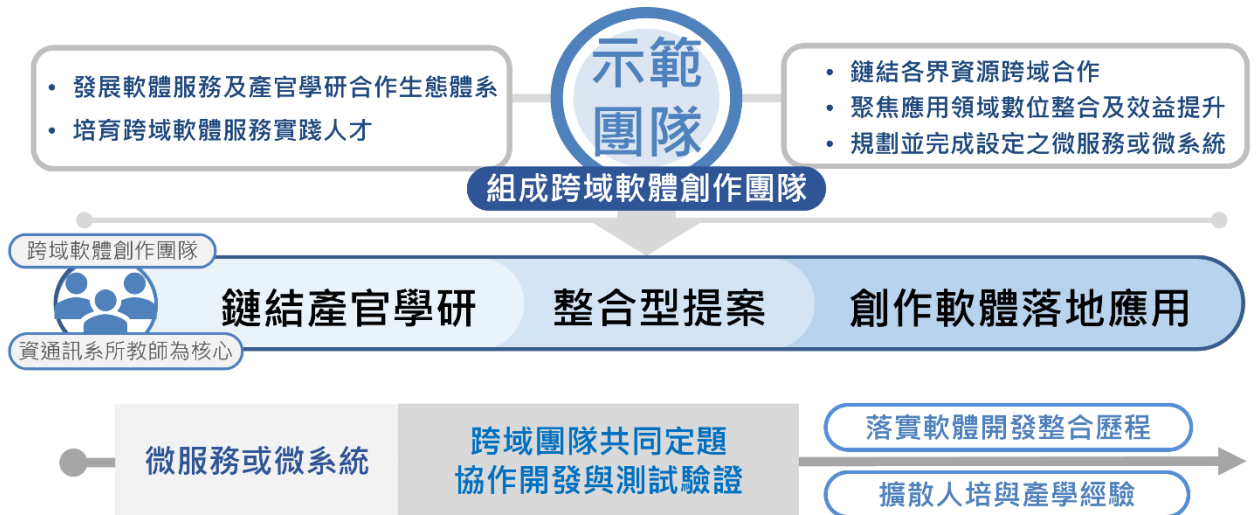 • 發展軟體服務及產官學研合作生態體系
• 培育跨域軟體服務實踐人才
示範
團隊
• 鏈結各界資源跨域合作
• 聚焦應用領域數位整合及效益提升
• 規劃並完成設定之微服務或微系統
組成跨域軟體創作團隊
跨域軟體創作團隊
鏈結產官學研
整合型提案
創作軟體落地應用
資通訊系所教師為核心
微服務或微系統
跨域團隊共同定題
協作開發與測試驗證
落實軟體開發整合歷程
擴散人培與產學經驗